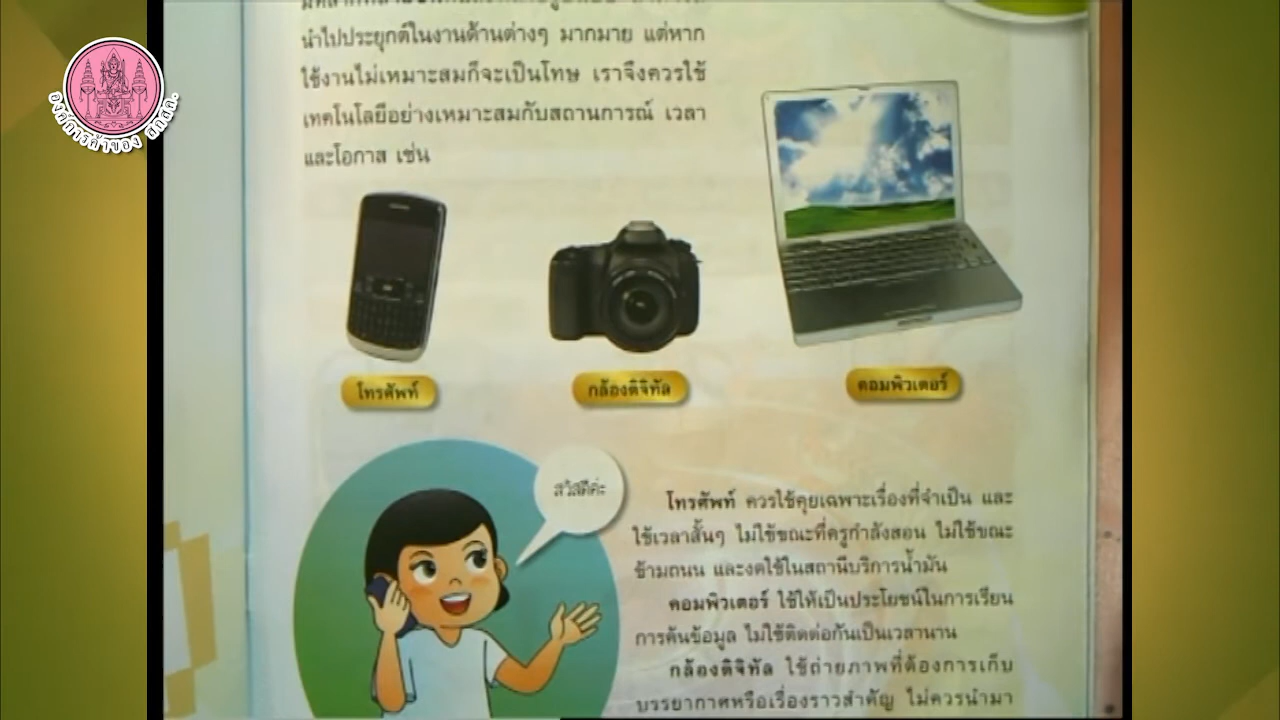 องค์การค้าของ สกสค.
นำไปประยุกต์ในงานด้านต่างๆ มากมาย แต่หาก
ใช้งานไม่เหมาะสมก็จะเป็นโทษ เราจึงควรใช้
เทคโนโลยีอย่างเหมาะสมกับสถานการณ์ เวลา
และโอกาส เช่น
โทรศัพท์
กล้องดิจิทัล
คอมพิวเตอร์
สวัสดีค่ะ
โทรศัพท์ ควรใช้คุยเฉพาะเรื่องที่จำเป็น และ
ใช้เวลาสั้นๆ ไม่ใช้ขณะที่ครูกำลังสอน ไม่ใช้ขณะ
ข้ามถนน และงดใช้ในสถานีบริการน้ำมัน
คอมพิวเตอร์ ใช้ให้เป็นประโยชน์ในการเรียน
การค้นข้อมูล ไม่ใช้ติดต่อกันเป็นเวลานาน
กล้องดิจิทัล ใช้ถ่ายภาพที่ต้องการเก็บ
บรรยากาศหรือเรื่องราวสำคัญ ไม่ควรนำมา